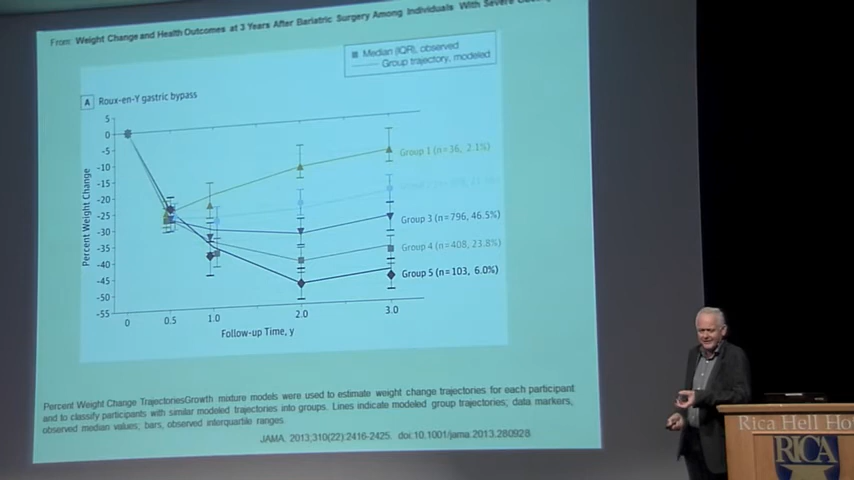 From: Weight Change and Health Outcomes at 3 Years After Bariatric Surgery Among Individuals With Severe
Median (IQR), observed
Group trajectory, modeled
A Roux-en-Y gastric bypass
5
0
-5
-10
-15
-20
-25
-30
-35
-40
-45
-50
-55
Percent Weight Change
Group 1 (n=36, 2.1%)
Group 3 (n=796, 46.5%)
Group 4 (n=408, 23.8%)
Group 5 (n=103, 6.0%)
0 0.5 1.0 2.0 3.0
Follow-up Time, y
Percent Weight Change TrajectoriesGrowth mixture models were used to estimate weight change trajectories for each participant
and to classify participants with similar modeled trajectories into groups. Lines indicate modeled group trajectories; data markers,
observed median values; bars, observed interquartile ranges.
JAMA. 2013;310(22):2416-2425. doi:10.1001/jama.2013.280928
Rica Hell Ho
RICA